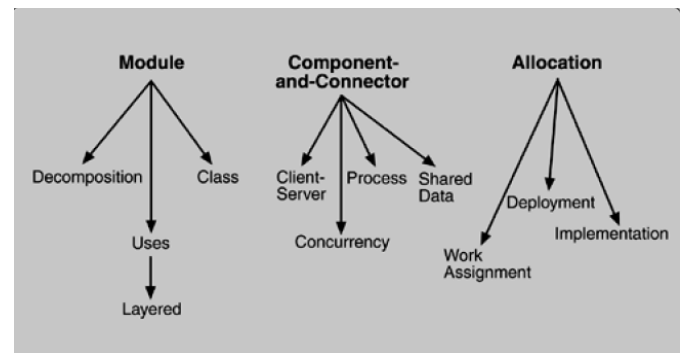 Module
Component-
and-Connector
Allocation
Decomposition
Class
Client-
Server
Process
Shared
Data
Deployment
Uses
Concurrency
Implementation
Work
Assignment
Layered